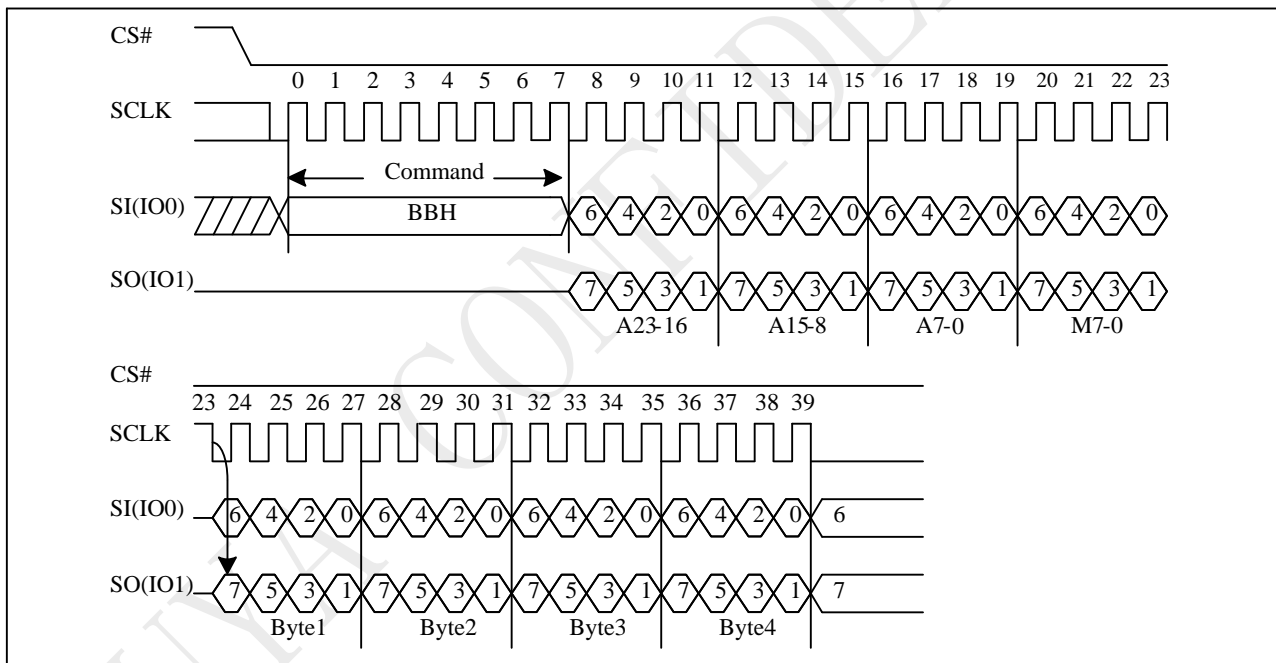 CS#
0 1 2 3 4 5 6 7 8 9 10 11 12 13 14 15 16 17 18 19 20 21 22 23
SCLK
Command
SI(IO0) BBH 6 4 2 0 6 4 2 0 6 4 2 0 6 4 2 0
SO(IO1) 7 5 3 1 7 5 3 1 7 5 3 1 7 5 3 1
A23-16 A15-8 A7-0 M7-0
CS#
23 24 25 26 27 28 29 30 31 32 33 34 35 36 37 38 39
SCLK
SI(IO0) 6 4 2 0 6 4 2 0 6 4 2 0 6 4 2 0 6
SO(IO1) 7 5 3 1 7 5 3 1 7 5 3 1 7 5 3 1 7
Byte1 Byte2 Byte3 Byte4